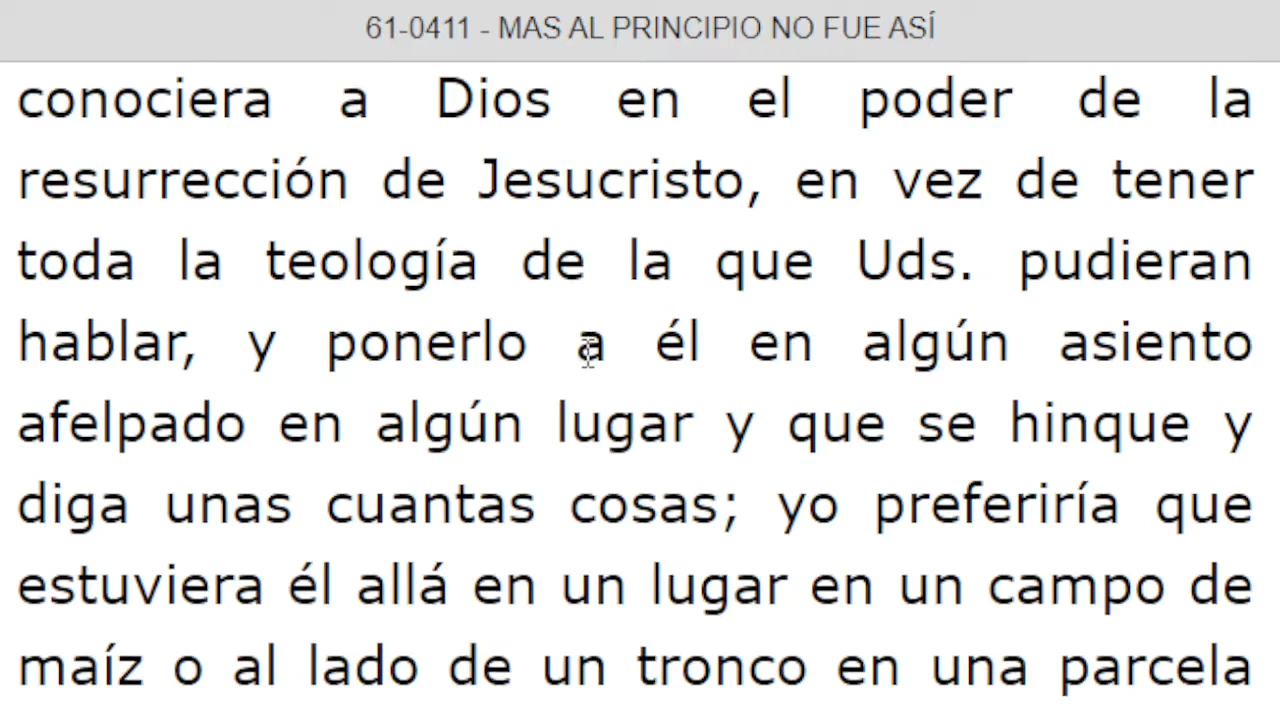 61-0411 - MAS AL PRINCIPIO NO FUE ASÍ
conociera a Dios en el poder de la
resurrección de Jesucristo, en vez de tener
toda la teología de la que Uds. pudieran
hablar, y ponerlo a él en algún asiento
afelpado en algún lugar y que se hinque y
diga unas cuantas cosas; yo preferiría que
estuviera él allá en un lugar en un campo de
maíz o al lado de un tronco en una parcela